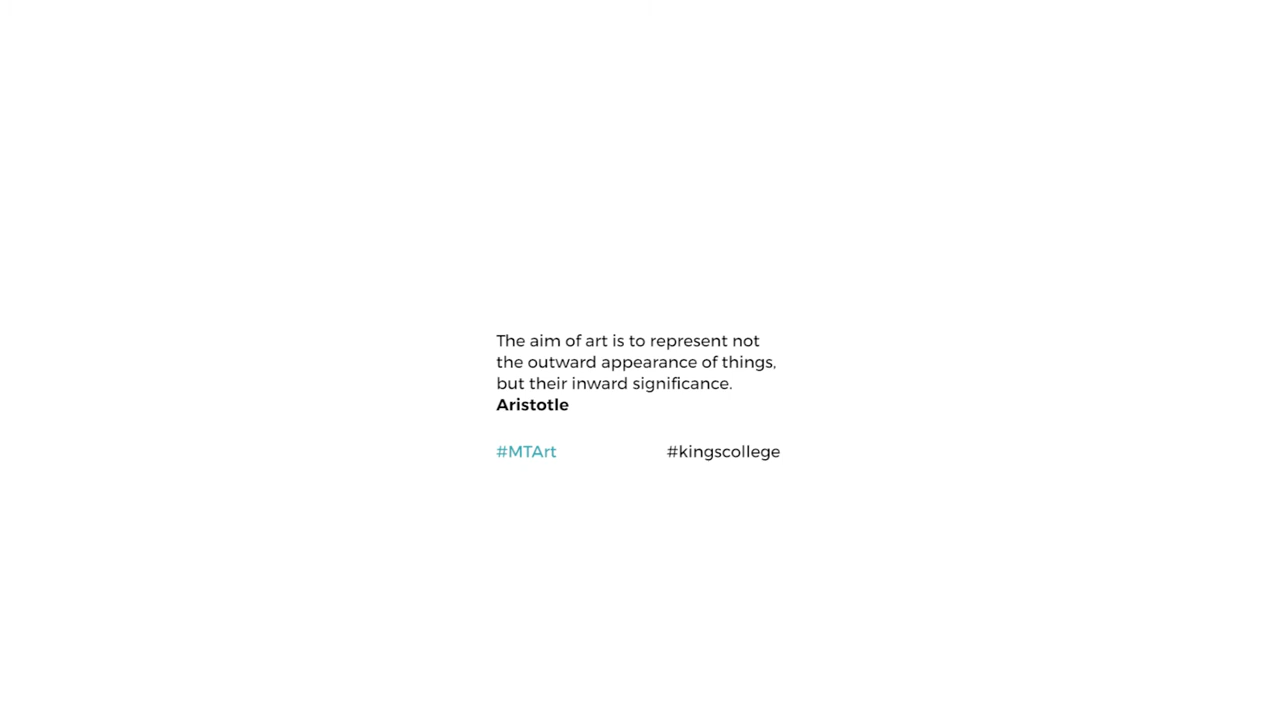 The aim of art is to represent not
the outward appearance of things,
but their inward significance.
Aristotle
#MTArt #kingscollege